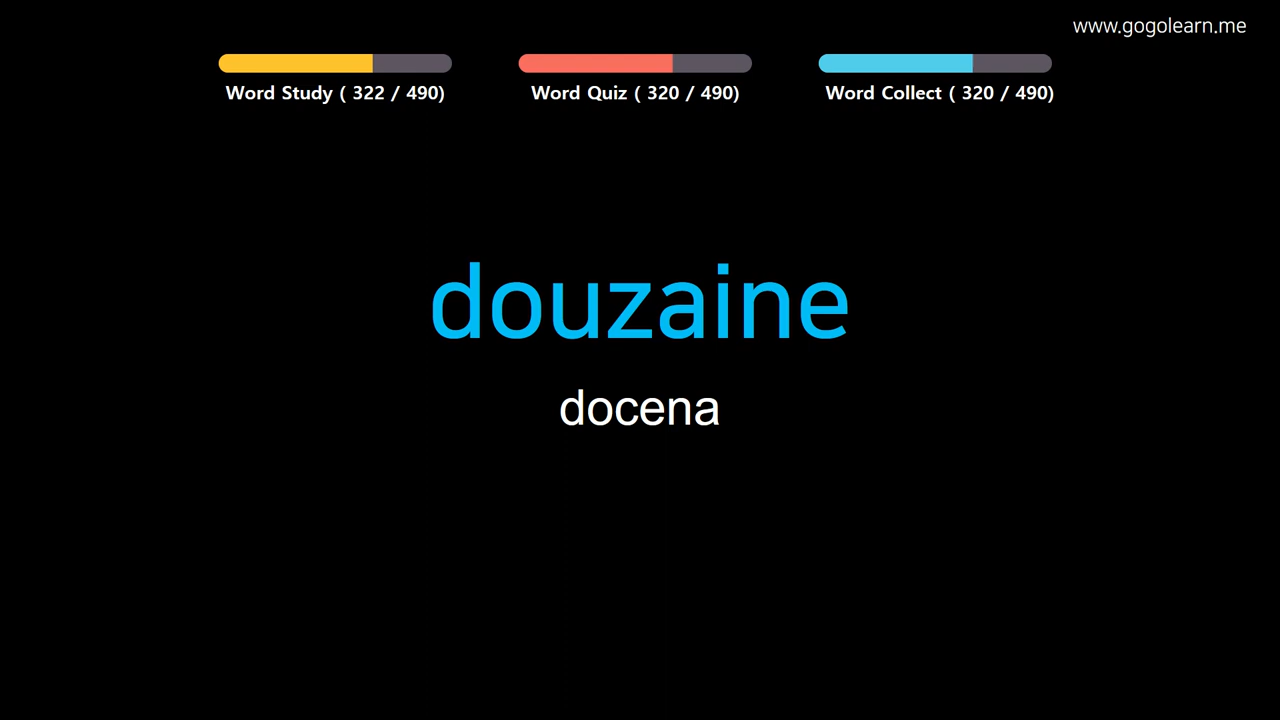 www.gogolearn.me
Word Study ( 322 / 490)
Word Quiz ( 320 / 490)
Word Collect ( 320 / 490)
douzaine
docena